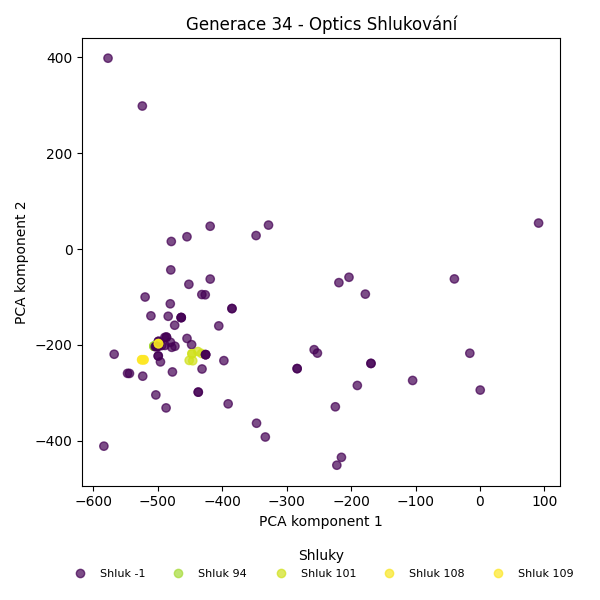 Generace 34 - Optics Shlukování
400
200
0
−200
−400
PCA komponent 2
−600 −500 −400 −300 −200 −100 0 100
PCA komponent 1
Shluky
Shluk -1 Shluk 94 Shluk 101 Shluk 108 Shluk 109